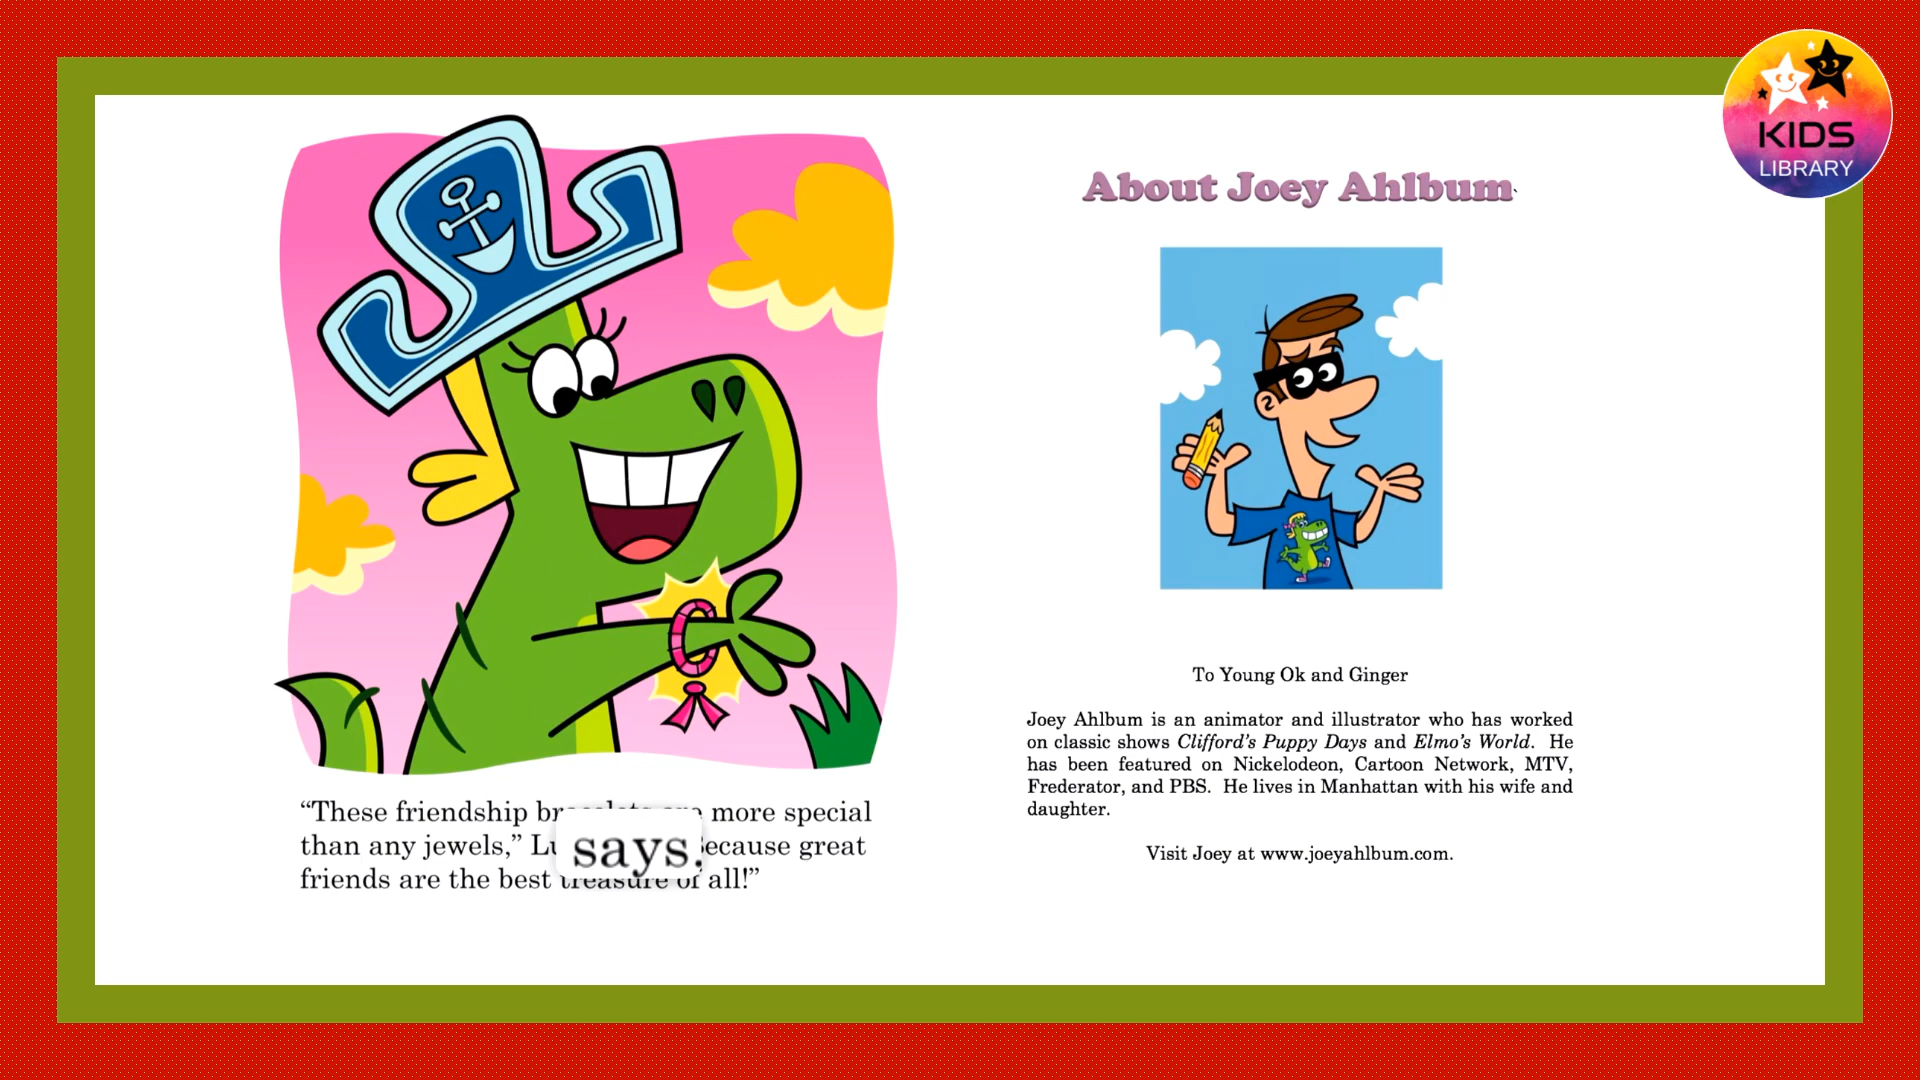 “These friendship more special
than any jewels,” says. great
friends are the best treasure of all!”
About Joey Ahlbum
To Young Ok and Ginger
Joey Ahlbum is an animator and illustrator who has worked
on classic shows Clifford’s Puppy Days and Elmo’s World. He
has been featured on Nickelodeon, Cartoon Network, MTV,
Frederator, and PBS. He lives in Manhattan with his wife and
daughter.
Visit Joey at www.joeyahlbum.com.
KIDS
LIBRARY